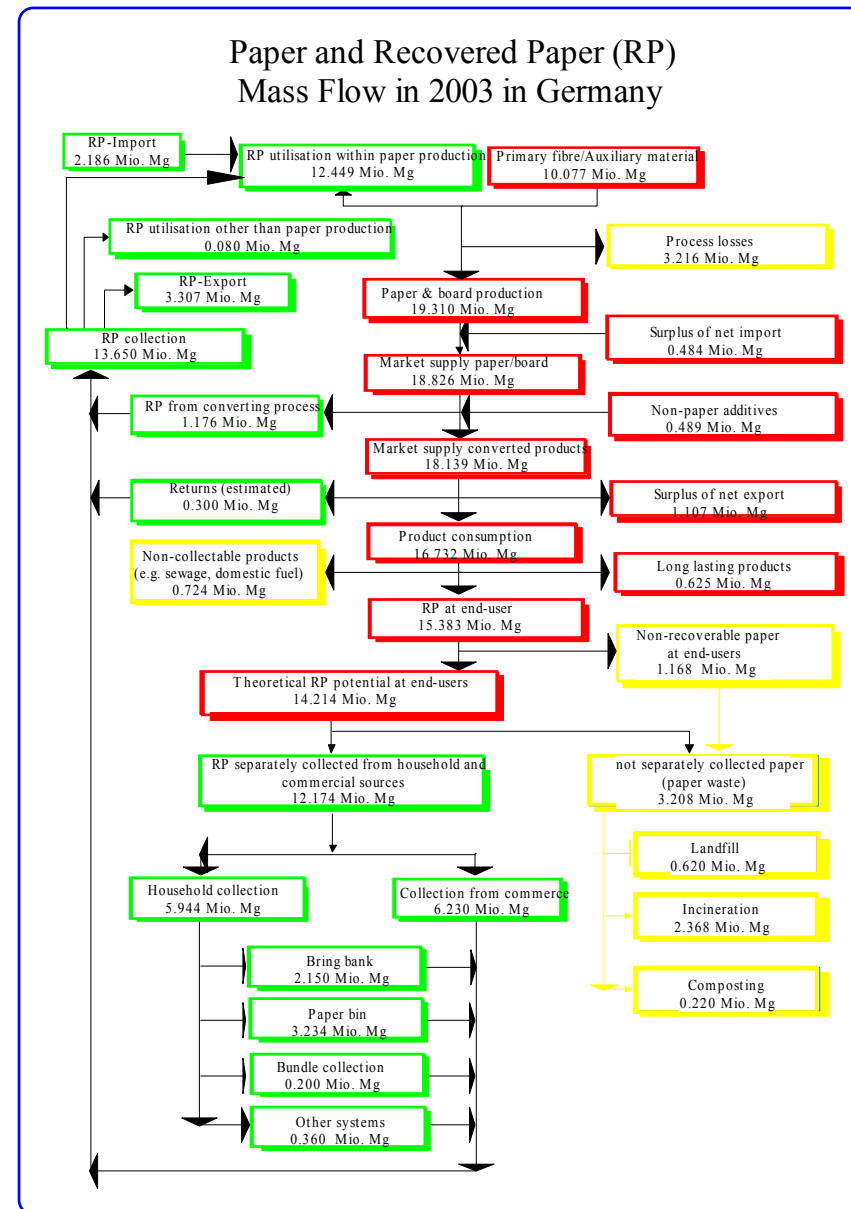 Paper and Recovered Paper (RP)
Mass Flow in 2003 in Germany
RP-Import
2.186 Mio. Mg
RP utilisation within paper production
12.449 Mio. Mg
Primary fibre/Auxiliary material
10.077 Mio. Mg
RP utilisation other than paper production
0.080 Mio. Mg
Process losses
3.216 Mio. Mg
RP-Export
3.307 Mio. Mg
Paper & board production
19.310 Mio. Mg
RP collection
13.650 Mio. Mg
Surplus of net import
0.484 Mio. Mg
Market supply paper/board
18.826 Mio. Mg
RP from converting process
1.176 Mio. Mg
Non-paper additives
0.489 Mio. Mg
Market supply converted products
18.139 Mio. Mg
Returns (estimated)
0.300 Mio. Mg
Surplus of net export
1.107 Mio. Mg
Product consumption
16.732 Mio. Mg
Non-collectable products
(e.g. sewage, domestic fuel)
0.724 Mio. Mg
Long lasting products
0.625 Mio. Mg
RP at end-user
15.383 Mio. Mg
Non-recoverable paper
at end-users
1.168 Mio. Mg
Theoretical RP potential at end-users
14.214 Mio. Mg
RP separately collected from household and
commercial sources
12.174 Mio. Mg
not separately collected paper
(paper waste)
3.208 Mio. Mg
Landfill
0.620 Mio. Mg
Household collection
5.944 Mio. Mg
Collection from commerce
6.230 Mio. Mg
Incineration
2.368 Mio. Mg
Bring bank
2.150 Mio. Mg
Composting
0.220 Mio. Mg
Paper bin
3.234 Mio. Mg
Bundle collection
0.200 Mio. Mg
Other systems
0.360 Mio. Mg